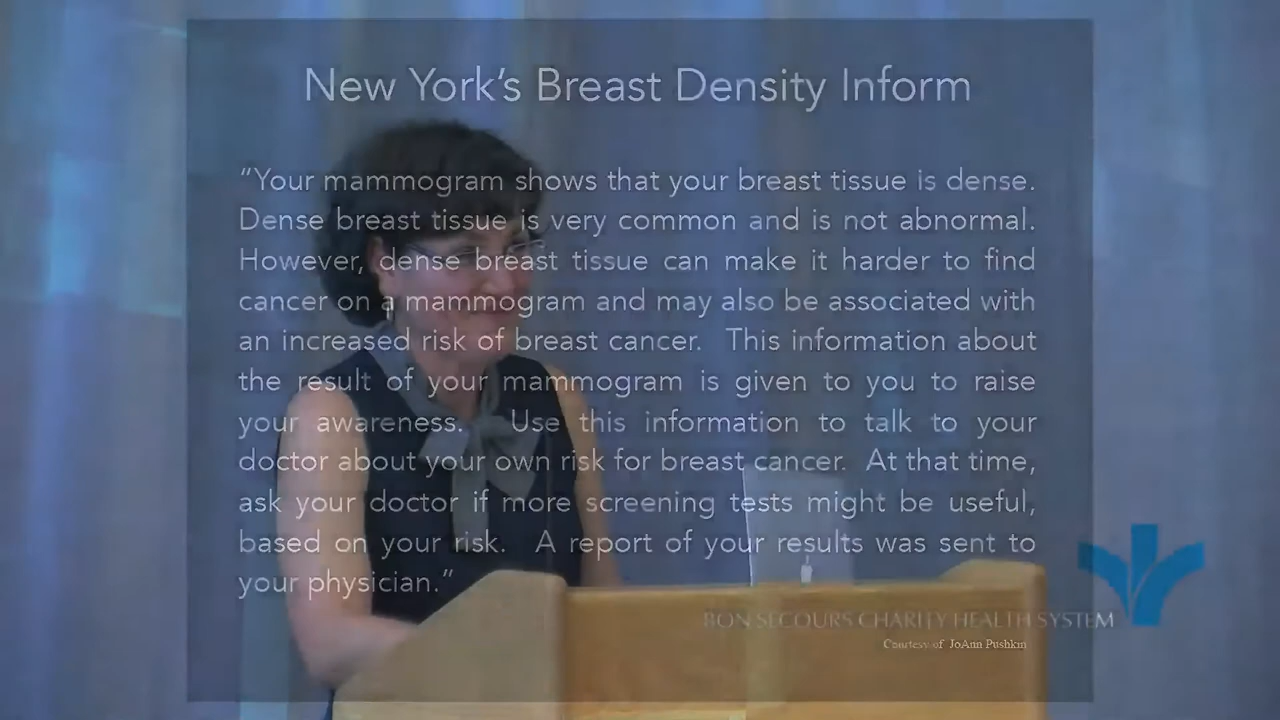 New York's Breast Density Inform
“Your mammogram shows that your breast tissue is dense.
Dense breast tissue is very common and is not abnormal.
However, dense breast tissue can make it harder to find
cancer on a mammogram and may also be associated with
an increased risk of breast cancer. This information about
the result of your mammogram is given to you to raise
your awareness. Use this information to talk to your
doctor about your own risk for breast cancer. At that time,
ask your doctor if more screening tests might be useful,
based on your risk. A report of your results was sent to
your physician.”
BON SECOURS CHARITY HEALTH SYSTEM
Courtesy of JoAnn Pushkin